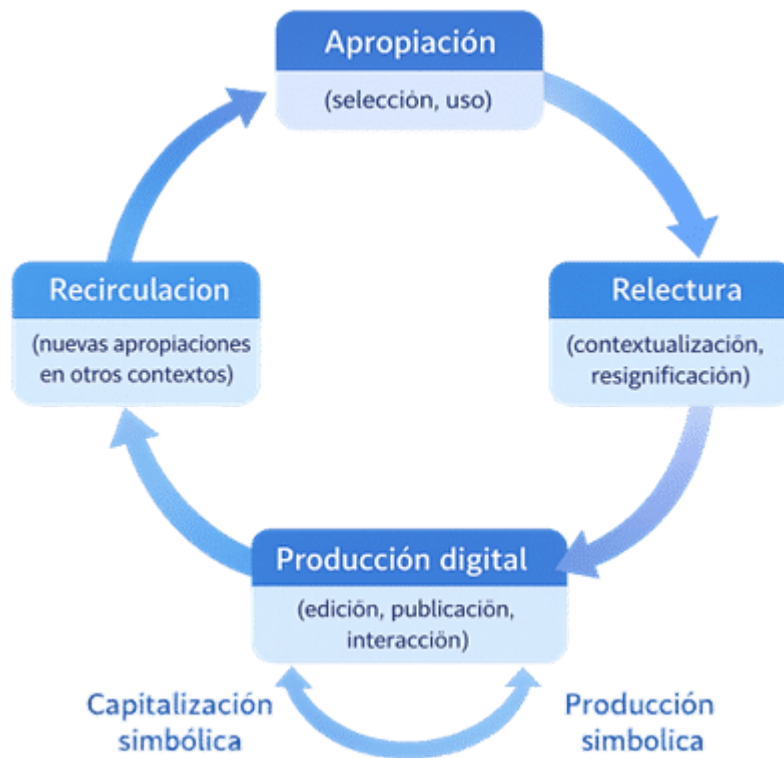 Apropiación
(selección, uso)
Relectura
(contextualización,
resignificación)
Recirculacion
(nuevas apropiaciones
en otros contextos)
Producción digital
(edición, publicación,
interacción)
Capitalización
simbólica
Producción
simbolica